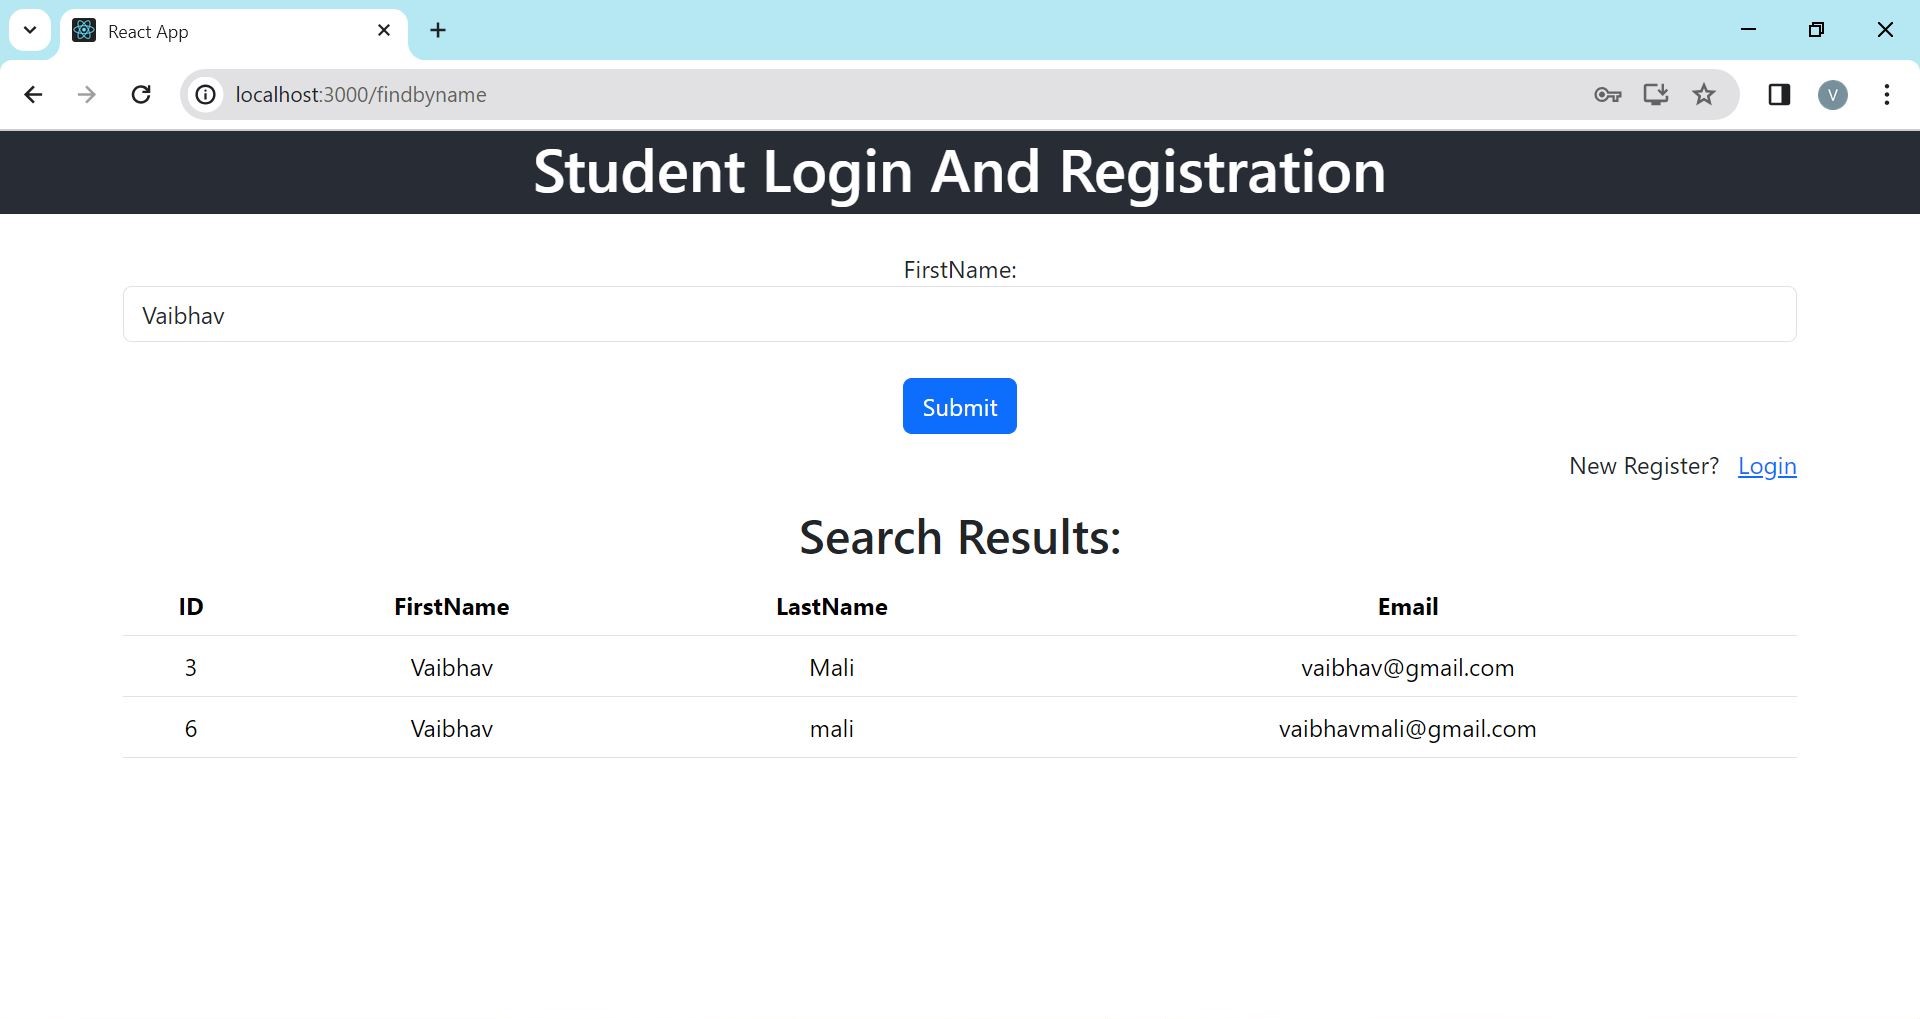 React App
localhost:3000/findbyname
V
Student Login And Registration
FirstName:
Vaibhav
Submit
New Register? Login
Search Results:
ID FirstName LastName Email
3 Vaibhav Mali vaibhav@gmail.com
6 Vaibhav mali vaibhavmali@gmail.com